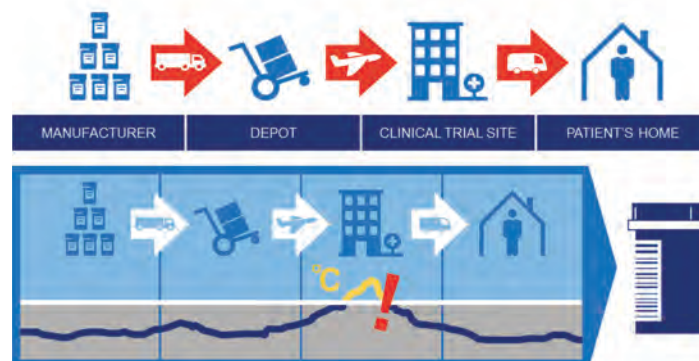 MANUFACTURER
DEPOT
CLINICAL TRIAL SITE
PATIENT'S HOME
°C
!